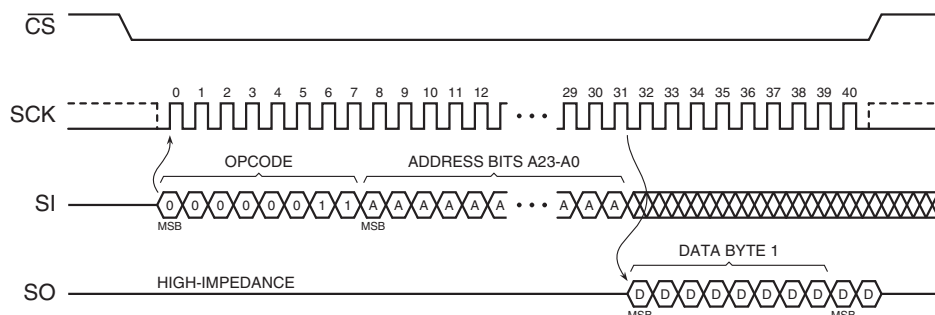 CS
SCK
0 1 2 3 4 5 6 7 8 9 10 11 12 29 30 31 32 33 34 35 36 37 38 39 40
OPCODE
ADDRESS BITS A23-A0
SI
0 0 0 0 0 0 1 1 A A A A A A A A A
MSB
MSB
DATA BYTE 1
HIGH-IMPEDANCE
SO
D D D D D D D D D D
MSB
MSB